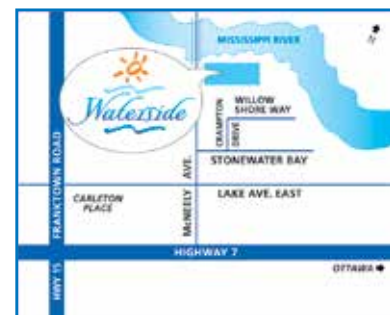 MISSISSIPPI RIVER
N
Waterside
WILLOW
SHORE WAY
CRAMPTON
DRIVE
STONEWATER BAY
FRANKTOWN ROAD
McNEELY AVE.
CARLETON
PLACE
LAKE AVE. EAST
HIGHWAY 7
HWY 15
OTTAWA